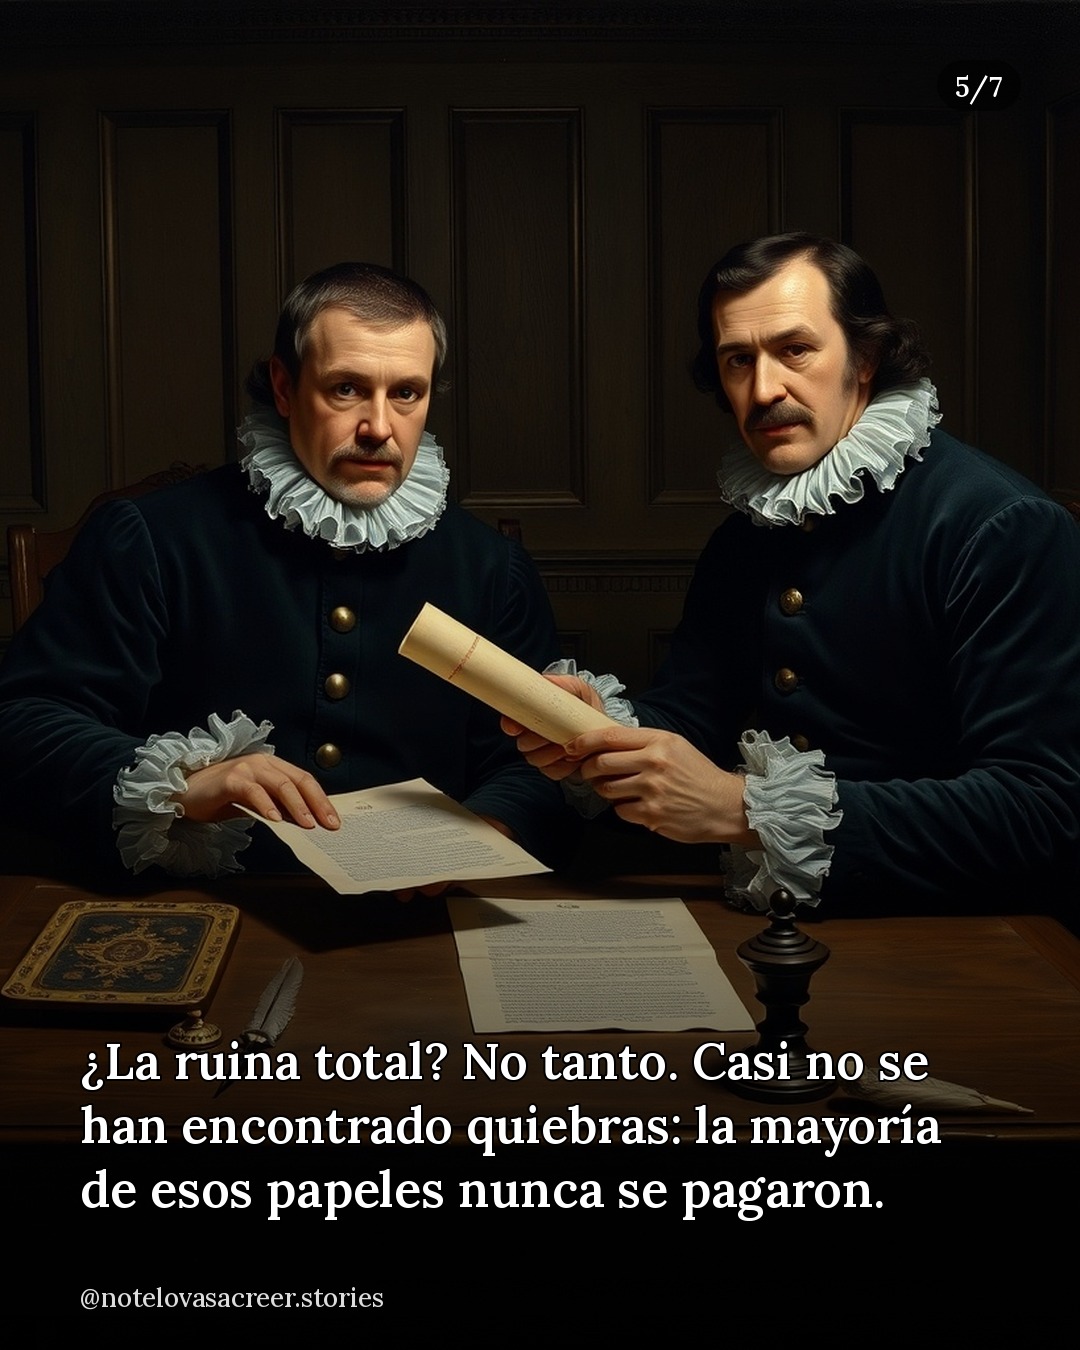 5/7
¿La ruina total? No tanto. Casi no se
han encontrado quiebras: la mayoría
de esos papeles nunca se pagaron.
@notelovasacreer.stories